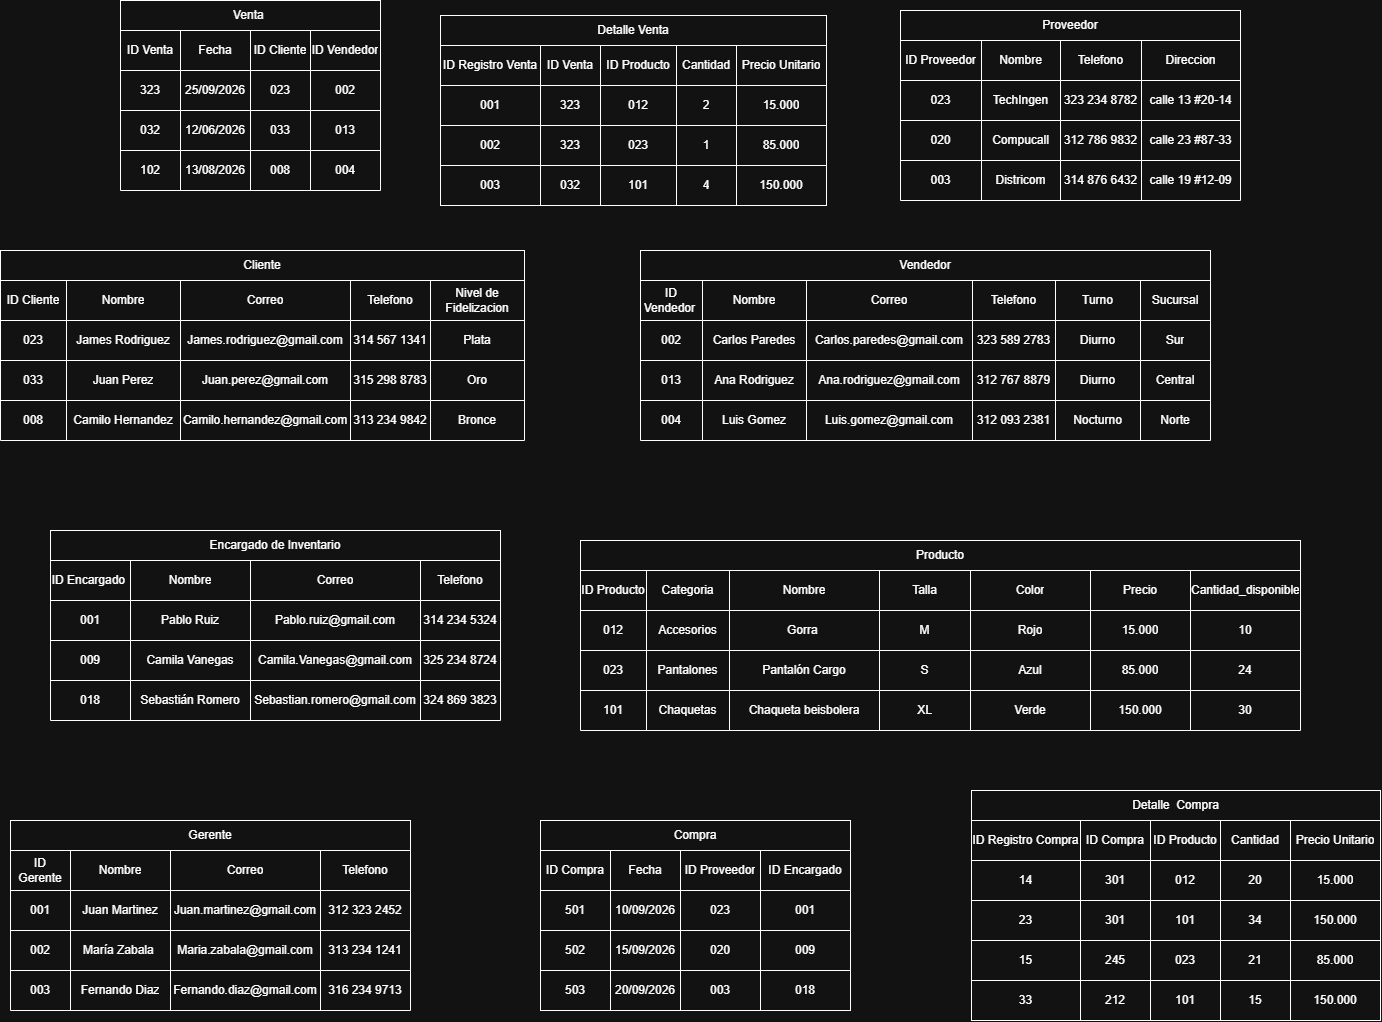 Venta
ID Venta Fecha ID Cliente ID Vendedor
323 25/09/2026 023 002
032 12/06/2026 033 013
102 13/08/2026 008 004
Detalle Venta
ID Registro Venta ID Venta ID Producto Cantidad Precio Unitario
001 323 012 2 15.000
002 323 023 1 85.000
003 032 101 4 150.000
Proveedor
ID Proveedor Nombre Telefono Direccion
023 TechIngen 323 234 8782 calle 13 #20-14
020 Compucall 312 786 9832 calle 23 #87-33
003 Districom 314 876 6432 calle 19 #12-09
Cliente
ID Cliente Nombre Correo Telefono Nivel de
Fidelizacion
023 James Rodriguez James.rodriguez@gmail.com 314 567 1341 Plata
033 Juan Perez Juan.perez@gmail.com 315 298 8783 Oro
008 Camilo Hernandez Camilo.hernandez@gmail.com 313 234 9842 Bronce
Vendedor
ID
Vendedor Nombre Correo Telefono Turno Sucursal
002 Carlos Paredes Carlos.paredes@gmail.com 323 589 2783 Diurno Sur
013 Ana Rodriguez Ana.rodriguez@gmail.com 312 767 8879 Diurno Central
004 Luis Gomez Luis.gomez@gmail.com 312 093 2381 Nocturno Norte
Encargado de Inventario
ID Encargado Nombre Correo Telefono
001 Pablo Ruiz Pablo.ruiz@gmail.com 314 234 5324
009 Camila Vanegas Camila.Vanegas@gmail.com 325 234 8724
018 Sebastián Romero Sebastian.romero@gmail.com 324 869 3823
Producto
ID Producto Categoria Nombre Talla Color Precio Cantidad_disponible
012 Accesorios Gorra M Rojo 15.000 10
023 Pantalones Pantalón Cargo S Azul 85.000 24
101 Chaquetas Chaqueta beisbolera XL Verde 150.000 30
Gerente
ID
Gerente Nombre Correo Telefono
001 Juan Martinez Juan.martinez@gmail.com 312 323 2452
002 María Zabala Maria.zabala@gmail.com 313 234 1241
003 Fernando Diaz Fernando.diaz@gmail.com 316 234 9713
Compra
ID Compra Fecha ID Proveedor ID Encargado
501 10/09/2026 023 001
502 15/09/2026 020 009
503 20/09/2026 003 018
Detalle Compra
ID Registro Compra ID Compra ID Producto Cantidad Precio Unitario
14 301 012 20 15.000
23 301 101 34 150.000
15 245 023 21 85.000
33 212 101 15 150.000